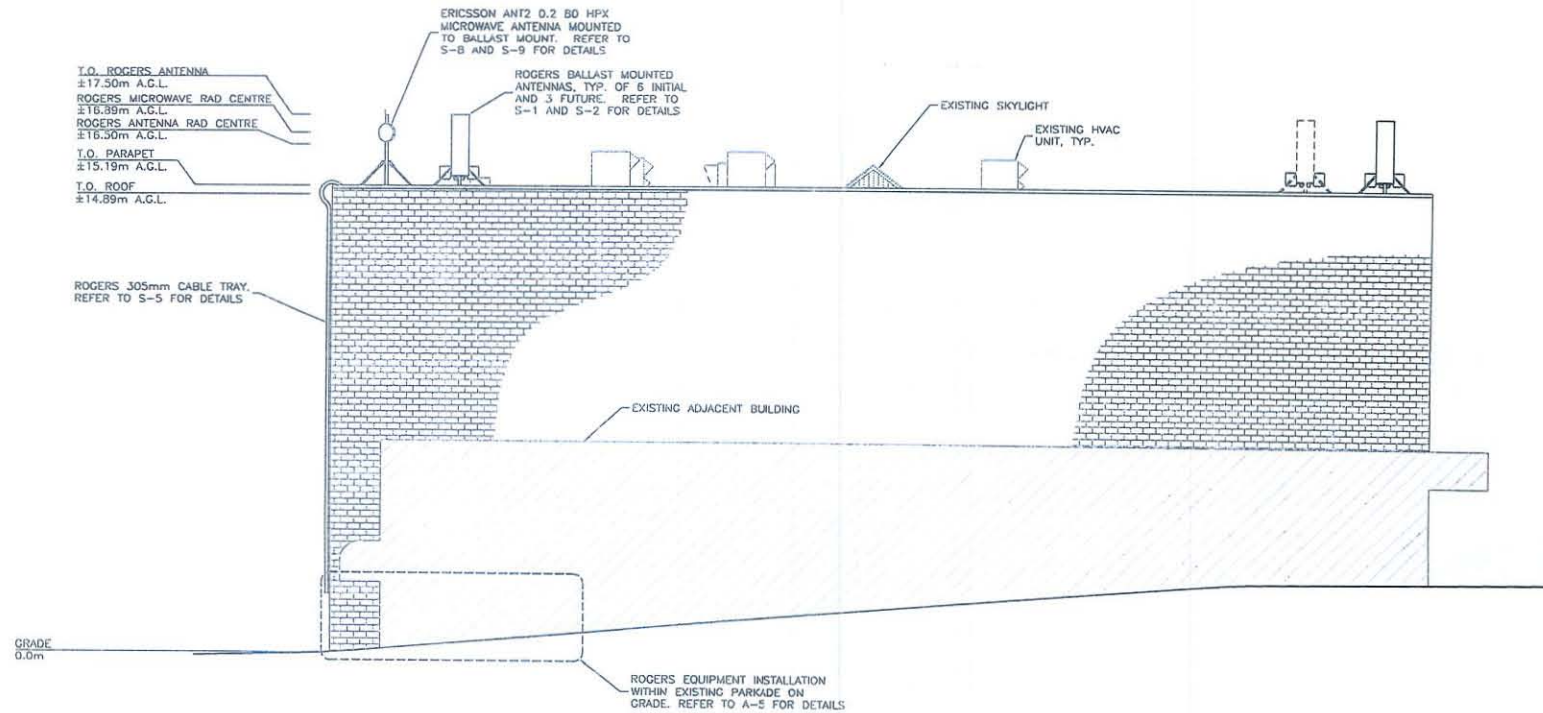 ERICSSON ANT2 0.2 80 HPX
MICROWAVE ANTENNA MOUNTED
TO BALLAST MOUNT. REFER TO
S-8 AND S-9 FOR DETAILS
T.O. ROGERS ANTENNA
±17.50m A.G.L.
ROGERS MICROWAVE RAD CENTRE
±16.89m A.G.L.
ROGERS ANTENNA RAD CENTRE
±16.50m A.G.L.
T.O. PARAPET
±15.19m A.G.L.
T.O. ROOF
±14.89m A.G.L.
ROGERS BALLAST MOUNTED
ANTENNAS, TYP. OF 6 INITIAL
AND 3 FUTURE. REFER TO
S-1 AND S-2 FOR DETAILS
EXISTING SKYLIGHT
EXISTING HVAC
UNIT, TYP.
ROGERS 305mm CABLE TRAY.
REFER TO S-5 FOR DETAILS
EXISTING ADJACENT BUILDING
GRADE
0.0m
ROGERS EQUIPMENT INSTALLATION
WITHIN EXISTING PARKADE ON
GRADE. REFER TO A-5 FOR DETAILS